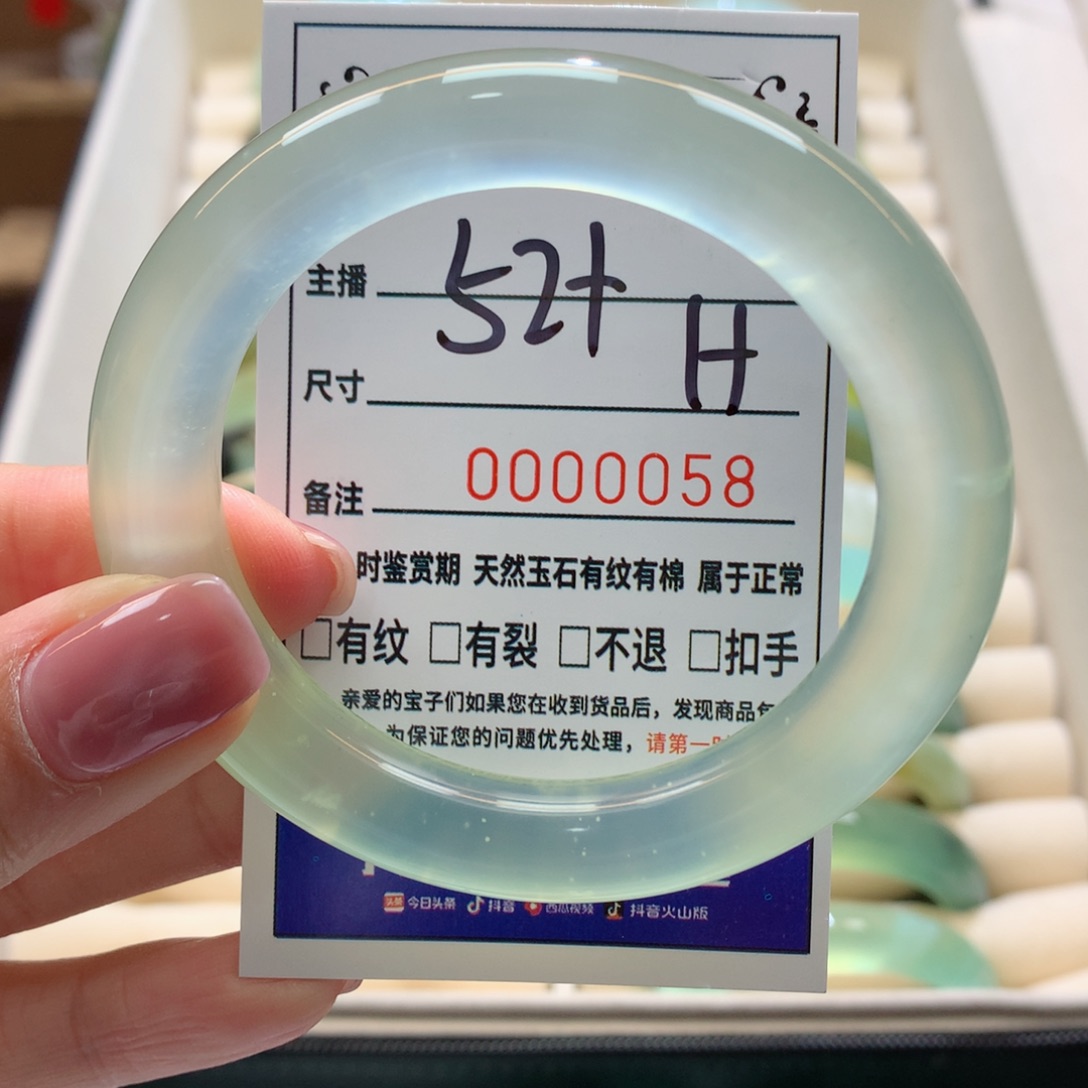 主播 52+
尺寸 H
备注 0000058
时鉴赏期 天然玉石有纹有棉 属于正常
□有纹 □有裂 □不退 □扣手
亲爱的宝子们如果您在收到货品后，发现商品
为保证您的问题优先处理，请第一
头条 今日头条 抖音 西瓜视频 抖音火山版